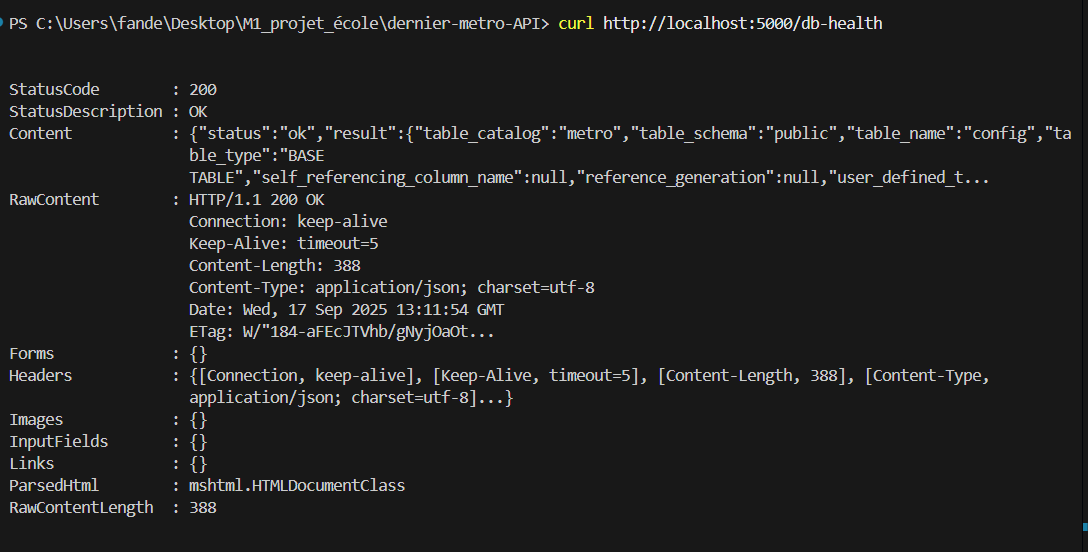 PS C:\Users\fande\Desktop\M1_projet_école\dernier-metro-API> curl http://localhost:5000/db-health
StatusCode : 200
StatusDescription : OK
Content : {"status":"ok","result":{"table_catalog":"metro","table_schema":"public","table_name":"config","ta
ble_type":"BASE
TABLE","self_referencing_column_name":null,"reference_generation":null,"user_defined_t...
RawContent : HTTP/1.1 200 OK
Connection: keep-alive
Keep-Alive: timeout=5
Content-Length: 388
Content-Type: application/json; charset=utf-8
Date: Wed, 17 Sep 2025 13:11:54 GMT
ETag: W/"184-aFEcJTVhb/gNyjOaOt...
Forms : {}
Headers : {[Connection, keep-alive], [Keep-Alive, timeout=5], [Content-Length, 388], [Content-Type,
application/json; charset=utf-8]...}
Images : {}
InputFields : {}
Links : {}
ParsedHtml : mshtml.HTMLDocumentClass
RawContentLength : 388